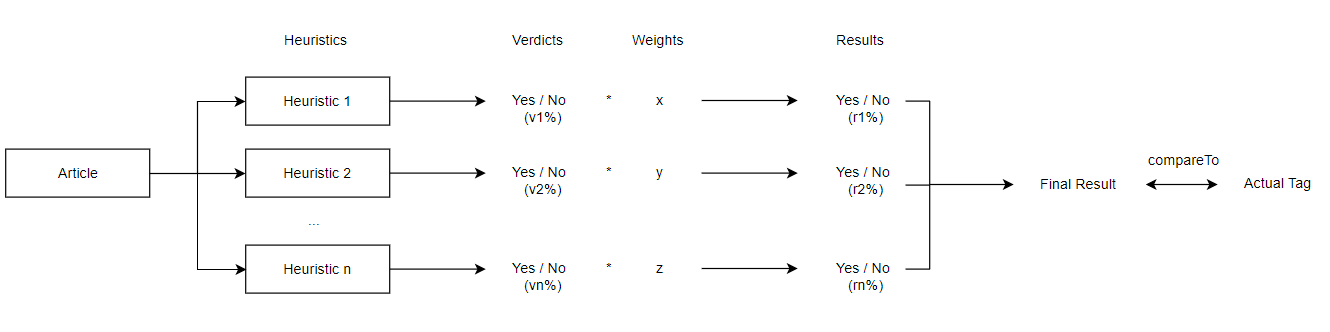 Heuristics Verdicts Weights Results
Heuristic 1 Yes / No * x Yes / No
(v1%) (r1%)
compareTo
Article Heuristic 2 Yes / No * y Yes / No Final Result Actual Tag
(v2%) (r2%)
...
Heuristic n Yes / No * z Yes / No
(vn%) (rn%)